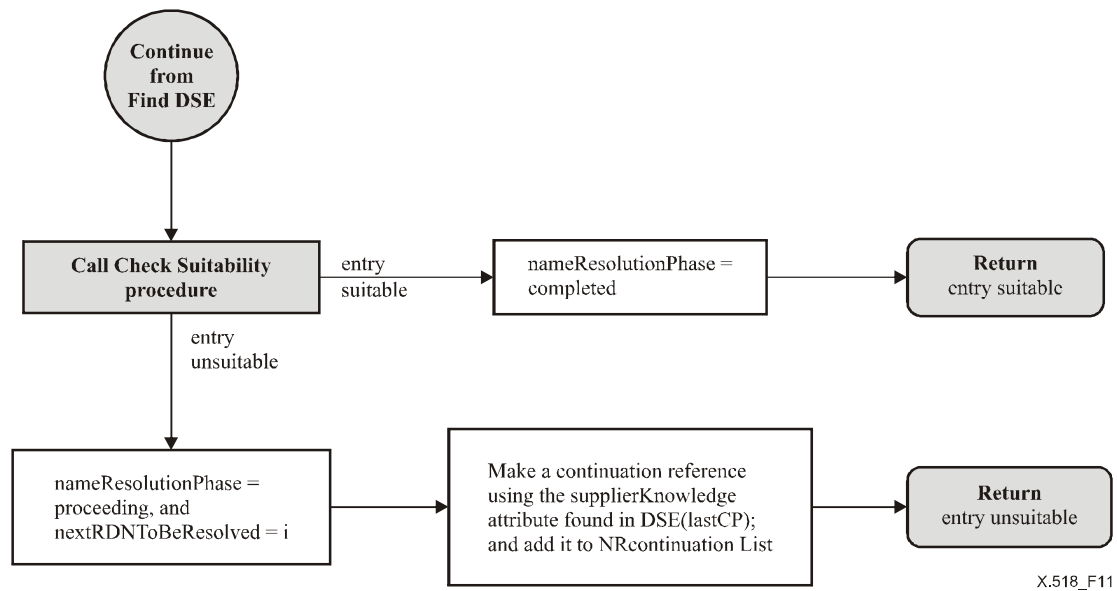 Continue
from
Find DSE
Call Check Suitability
procedure
entry
suitable
nameResolutionPhase =
completed
Return
entry suitable
entry
unsuitable
nameResolutionPhase =
proceeding, and
nextRDNToBeResolved = i
Make a continuation reference
using the supplierKnowledge
attribute found in DSE(lastCP);
and add it to NRcontinuation List
Return
entry unsuitable
X.518_F11